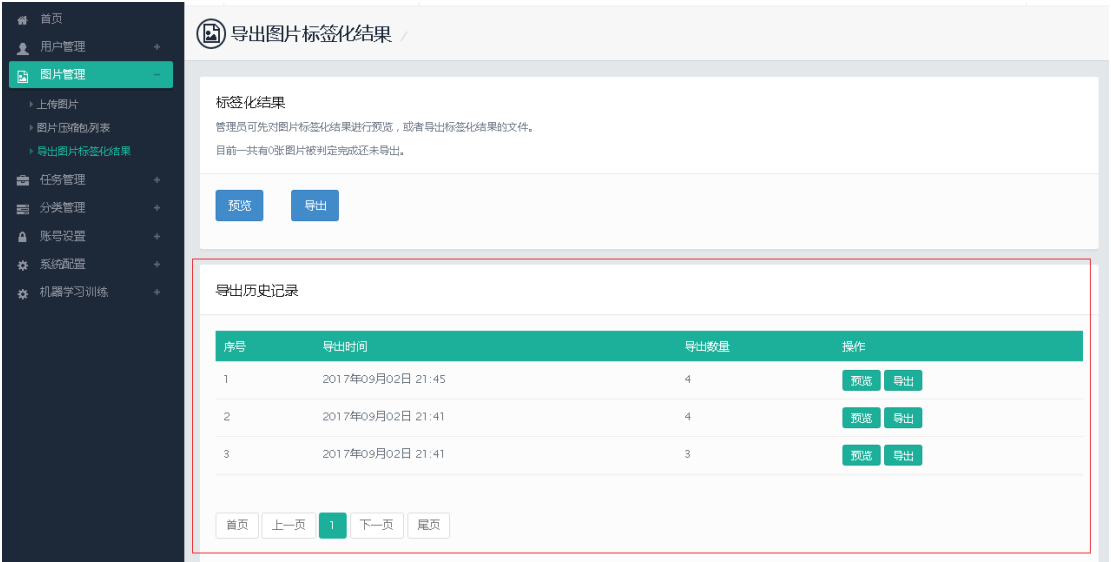 首页
用户管理 +
图片管理 -
上传图片
图片压缩包列表
导出图片标签化结果
任务管理 +
分类管理 +
账号设置 +
系统配置 +
机器学习训练 +
导出图片标签化结果 /
标签化结果
管理员可先对图片标签化结果进行预览，或者导出标签化结果的文件。
目前一共有0张图片被判定完成还未导出。
预览 导出
导出历史记录
序号 导出时间 导出数量 操作
1 2017年09月02日 21:45 4 预览 导出
2 2017年09月02日 21:41 4 预览 导出
3 2017年09月02日 21:41 3 预览 导出
首页 上一页 1 下一页 尾页